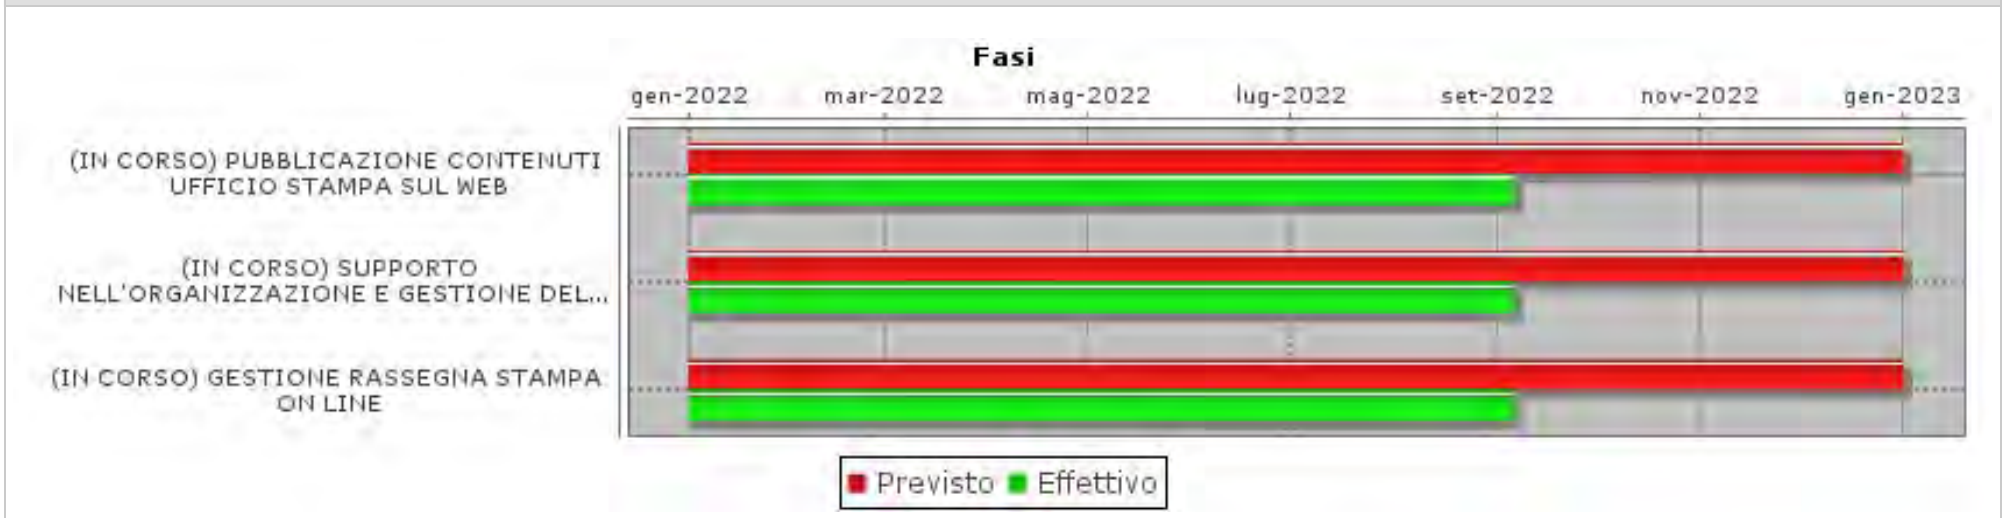 Fasi
gen-2022 mar-2022 mag-2022 lug-2022 set-2022 nov-2022 gen-2023
(IN CORSO) PUBBLICAZIONE CONTENUTI
UFFICIO STAMPA SUL WEB
(IN CORSO) SUPPORTO
NELL'ORGANIZZAZIONE E GESTIONE DEL...
(IN CORSO) GESTIONE RASSEGNA STAMPA
ON LINE
Previsto Effettivo